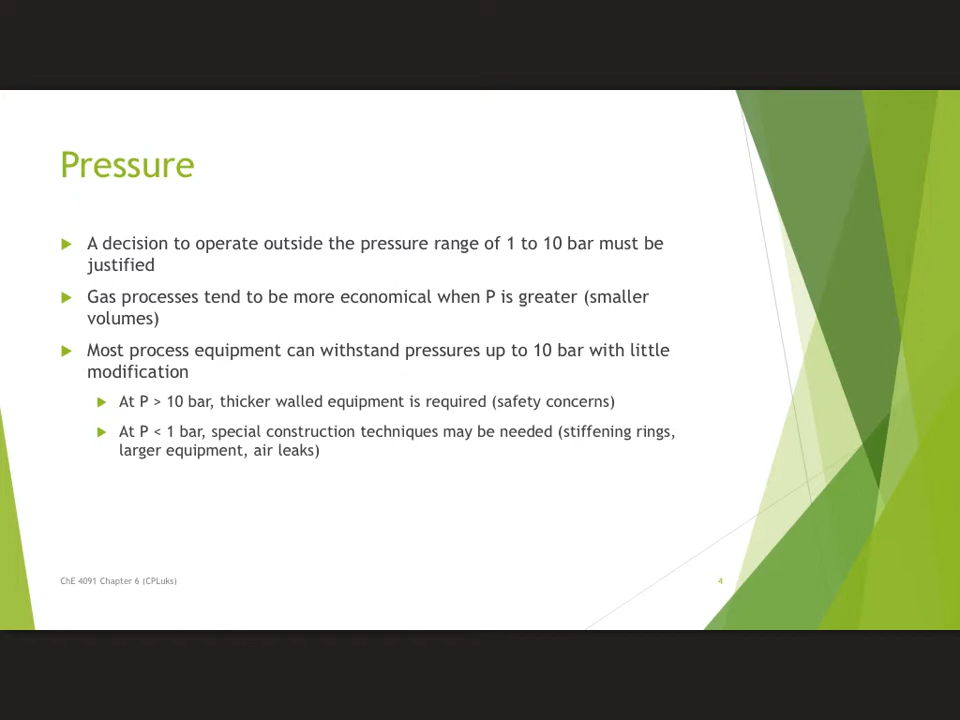 Pressure
A decision to operate outside the pressure range of 1 to 10 bar must be
justified
Gas processes tend to be more economical when P is greater (smaller
volumes)
Most process equipment can withstand pressures up to 10 bar with little
modification
At P > 10 bar, thicker walled equipment is required (safety concerns)
At P < 1 bar, special construction techniques may be needed (stiffening rings,
larger equipment, air leaks)
ChE 4091 Chapter 6 (CPLuks)
4